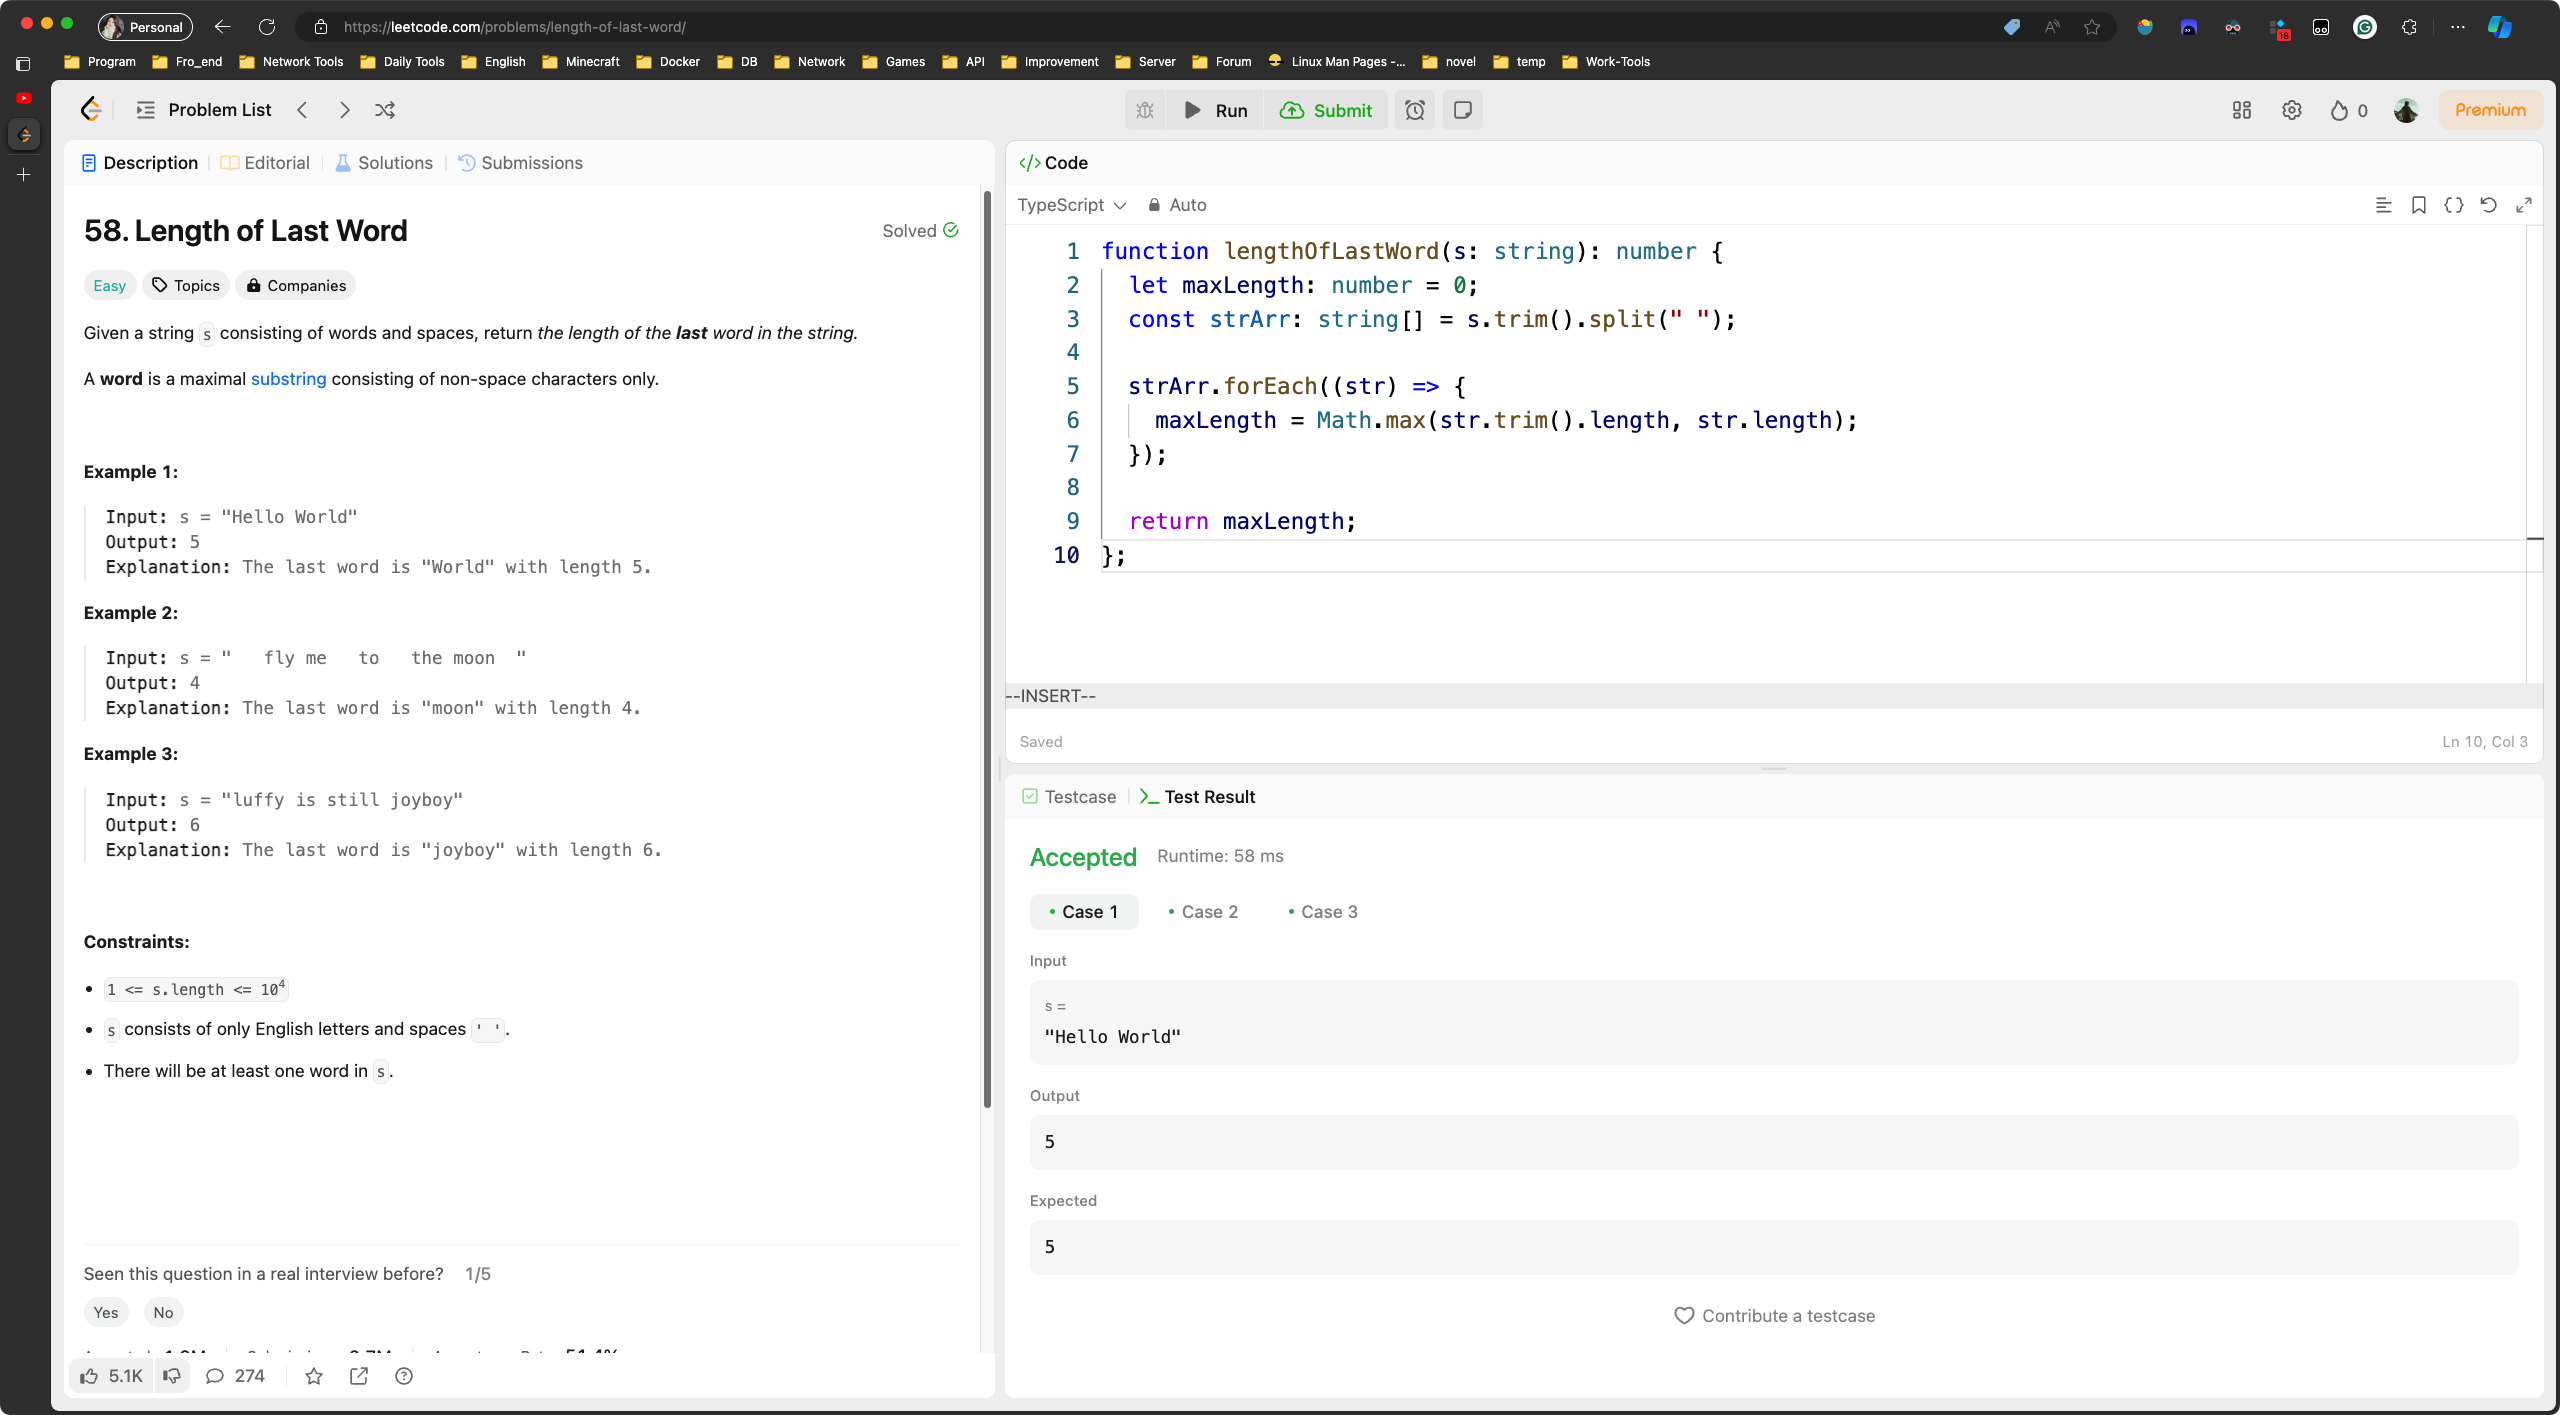 Personal
https://leetcode.com/problems/length-of-last-word/
18
Program Fro_end Network Tools Daily Tools English Minecraft Docker DB Network Games API Improvement Server Forum Linux Man Pages -... novel temp Work-Tools
Problem List
Run Submit
0 Premium
Description Editorial Solutions Submissions
58. Length of Last Word
Solved
Easy Topics Companies
Given a string s consisting of words and spaces, return the length of the last word in the string.
A word is a maximal substring consisting of non-space characters only.
Example 1:
Input: s = "Hello World"
Output: 5
Explanation: The last word is "World" with length 5.
Example 2:
Input: s = "   fly me   to   the moon  "
Output: 4
Explanation: The last word is "moon" with length 4.
Example 3:
Input: s = "luffy is still joyboy"
Output: 6
Explanation: The last word is "joyboy" with length 6.
Constraints:
• 1 <= s.length <= 10⁴
• s consists of only English letters and spaces ' '.
• There will be at least one word in s.
Seen this question in a real interview before? 1/5
Yes No
5.1K 274
</> Code
TypeScript Auto
1 function lengthOfLastWord(s: string): number {
2   let maxLength: number = 0;
3   const strArr: string[] = s.trim().split(" ");
4
5   strArr.forEach((str) => {
6     maxLength = Math.max(str.trim().length, str.length);
7   });
8
9   return maxLength;
10 };
--INSERT--
Saved
Ln 10, Col 3
Testcase >_ Test Result
Accepted Runtime: 58 ms
• Case 1 • Case 2 • Case 3
Input
s =
"Hello World"
Output
5
Expected
5
Contribute a testcase